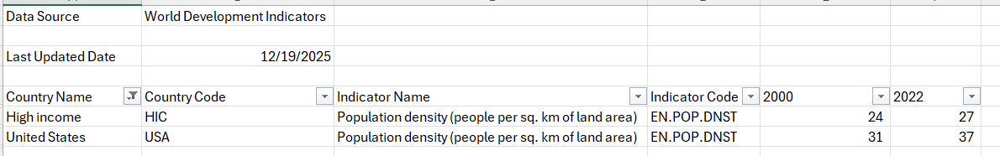 Data Source World Development Indicators
Last Updated Date 12/19/2025
Country Name Country Code Indicator Name Indicator Code 2000 2022
High income HIC Population density (people per sq. km of land area) EN.POP.DNST 24 27
United States USA Population density (people per sq. km of land area) EN.POP.DNST 31 37